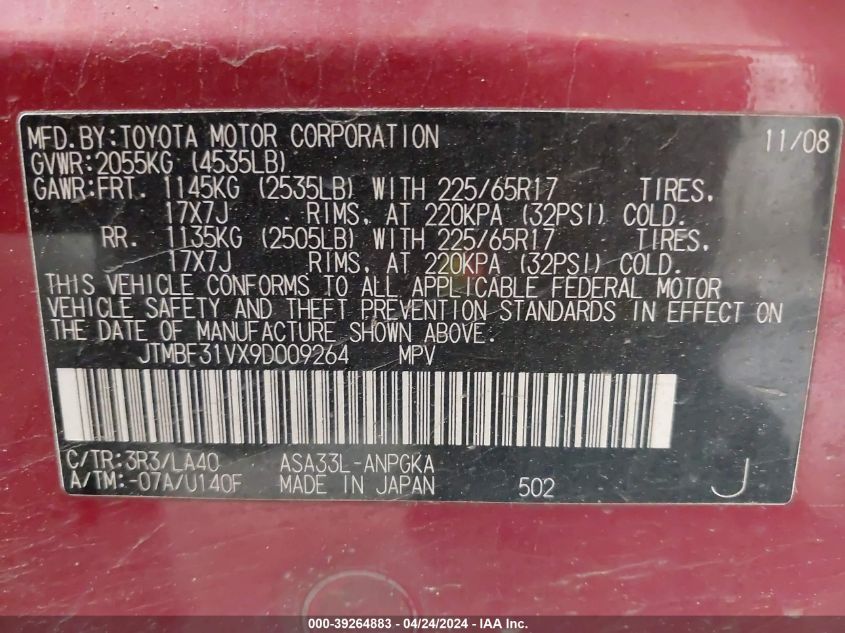 MFD.BY:TOYOTA MOTOR CORPORATION 11/08
GVWR:2055KG (4535LB)
GAWR:FRT. 1145KG (2535LB) WITH 225/65R17 TIRES,
17X7J RIMS, AT 220KPA (32PSI) COLD.
RR. 1135KG (2505LB) WITH 225/65R17 TIRES,
17X7J RIMS, AT 220KPA (32PSI) COLD.
THIS VEHICLE CONFORMS TO ALL APPLICABLE FEDERAL MOTOR
VEHICLE SAFETY AND THEFT PREVENTION STANDARDS IN EFFECT ON
THE DATE OF MANUFACTURE SHOWN ABOVE.
JTMBF31VX9D009264 MPV
C/TR:3R3/LA40 ASA33L-ANPGKA
A/TM:-07A/U140F MADE IN JAPAN 502 J
000-39264883 - 04/24/2024 - IAAI.COM - COPYRIGHT IAA, LLC